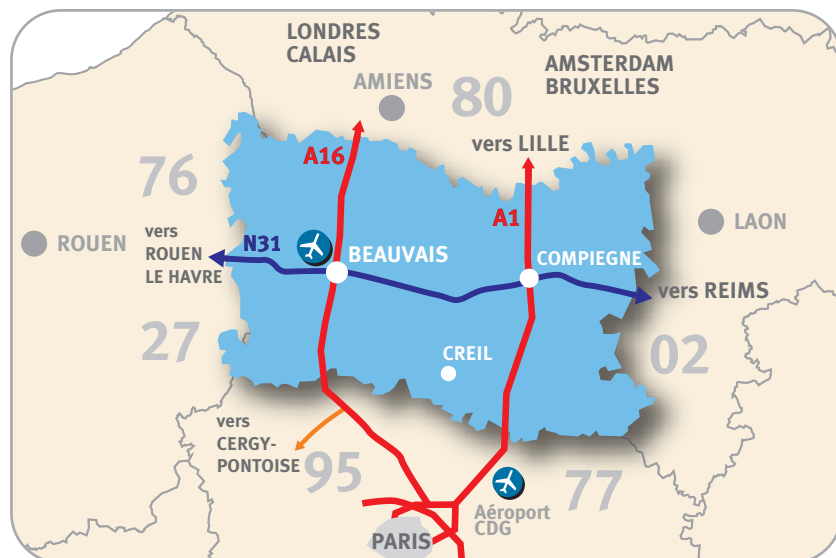 LONDRES
CALAIS
AMSTERDAM
BRUXELLES
AMIENS
80
vers LILLE
A16
76
A1
LAON
ROUEN
vers
ROUEN
LE HAVRE
N31
BEAUVAIS
COMPIEGNE
vers REIMS
27
CREIL
02
vers
CERGY-
PONTOISE
95
77
Aéroport
CDG
PARIS